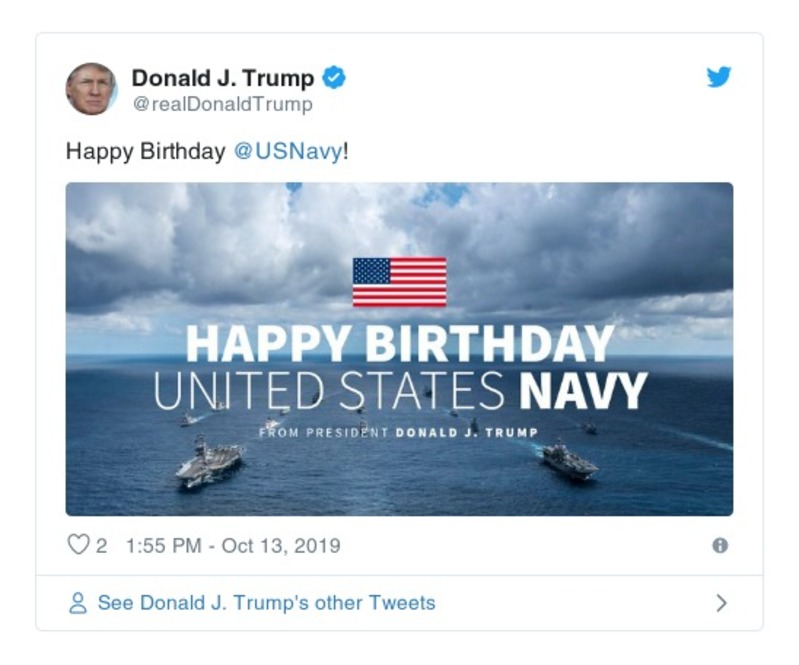 Donald J. Trump
@realDonaldTrump
Happy Birthday @USNavy!
HAPPY BIRTHDAY
UNITED STATES NAVY
FROM PRESIDENT DONALD J. TRUMP
2 1:55 PM - Oct 13, 2019
See Donald J. Trump's other Tweets